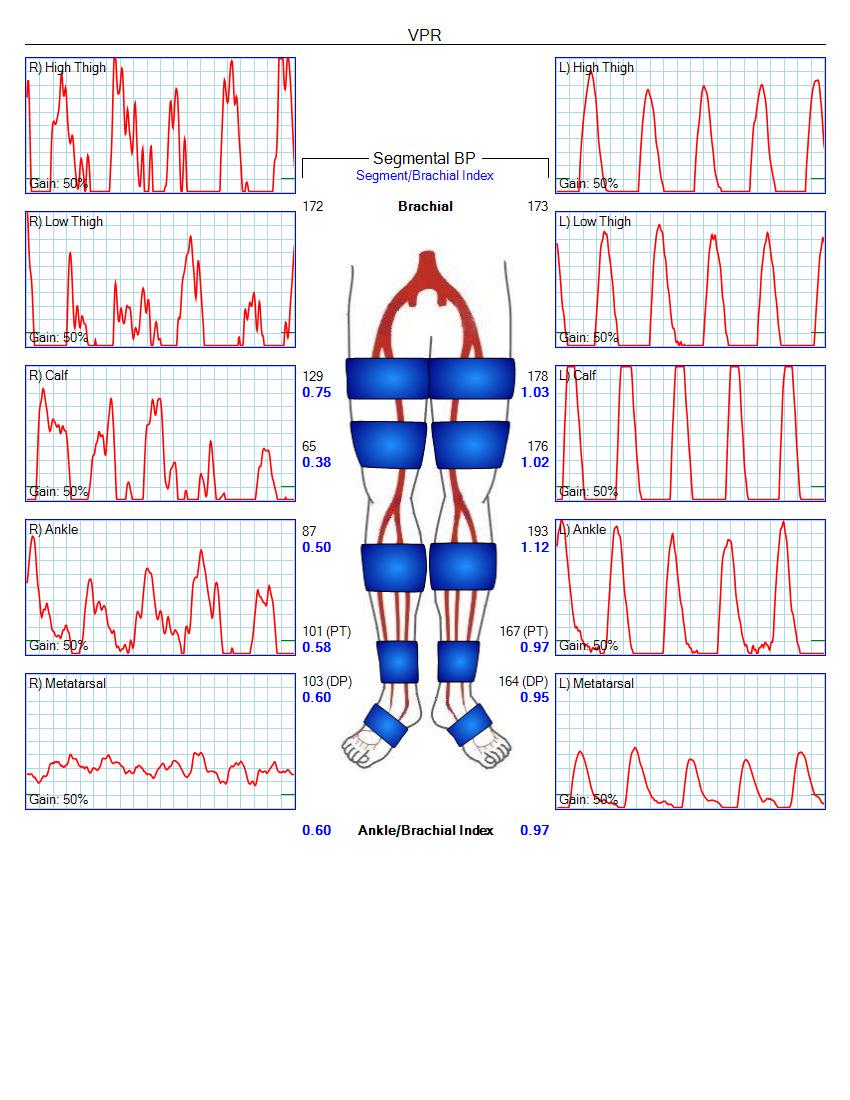 VPR
R) High Thigh
Gain: 50%
L) High Thigh
Gain: 50%
Segmental BP
Segment/Brachial Index
172 Brachial 173
R) Low Thigh
Gain: 50%
L) Low Thigh
Gain: 50%
R) Calf
Gain: 50%
129
0.75
178
1.03
L) Calf
Gain: 50%
65
0.38
176
1.02
R) Ankle
Gain: 50%
87
0.50
193
1.12
L) Ankle
Gain: 50%
101 (PT)
0.58
167 (PT)
0.97
R) Metatarsal
Gain: 50%
103 (DP)
0.60
164 (DP)
0.95
L) Metatarsal
Gain: 50%
0.60 Ankle/Brachial Index 0.97